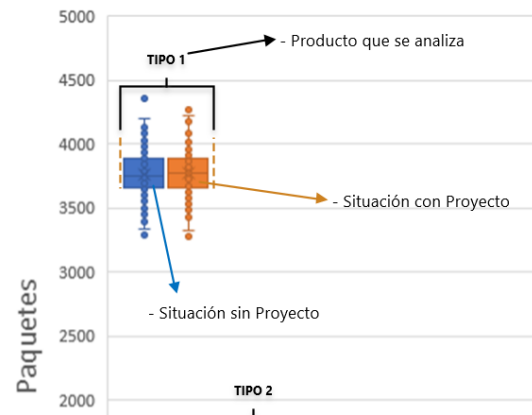 5000
- Producto que se analiza
TIPO 1
4500
4000
3500
- Situación con Proyecto
3000
- Situación sin Proyecto
2500
Paquetes
TIPO 2
2000